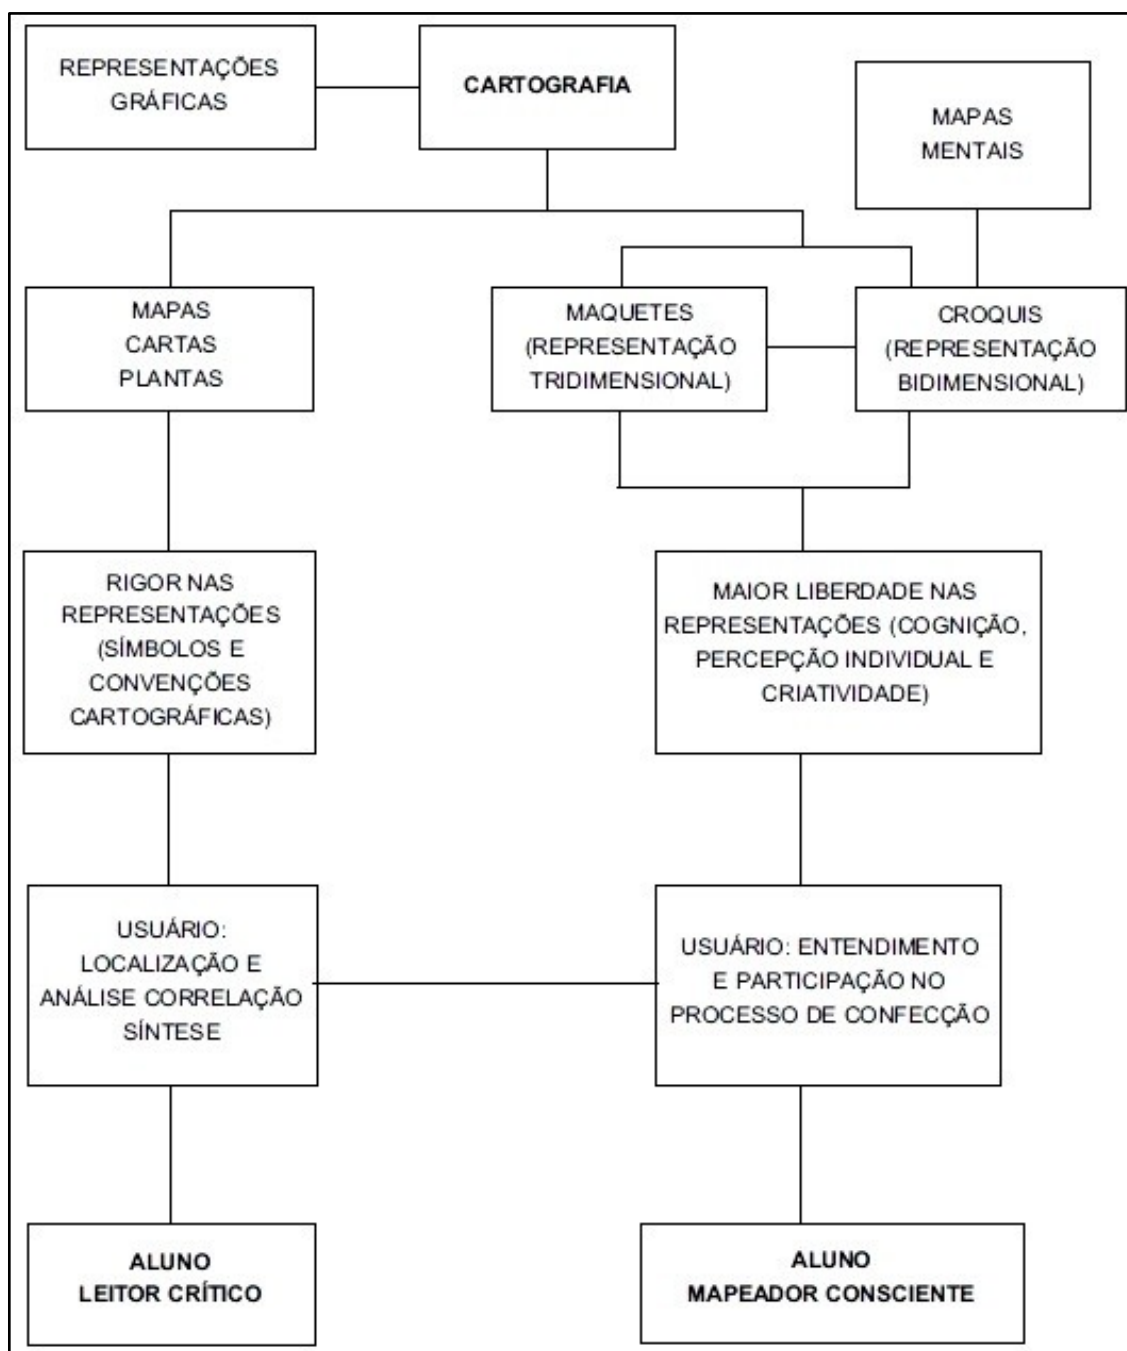 REPRESENTAÇÕES
GRÁFICAS
CARTOGRAFIA
MAPAS
MENTAIS
MAPAS
CARTAS
PLANTAS
MAQUETES
(REPRESENTAÇÃO
TRIDIMENSIONAL)
CROQUIS
(REPRESENTAÇÃO
BIDIMENSIONAL)
RIGOR NAS
REPRESENTAÇÕES
(SÍMBOLOS E
CONVENÇÕES
CARTOGRÁFICAS)
MAIOR LIBERDADE NAS
REPRESENTAÇÕES (COGNIÇÃO,
PERCEPÇÃO INDIVIDUAL E
CRIATIVIDADE)
USUÁRIO:
LOCALIZAÇÃO E
ANÁLISE CORRELAÇÃO
SÍNTESE
USUÁRIO: ENTENDIMENTO
E PARTICIPAÇÃO NO
PROCESSO DE CONFECÇÃO
ALUNO
LEITOR CRÍTICO
ALUNO
MAPEADOR CONSCIENTE